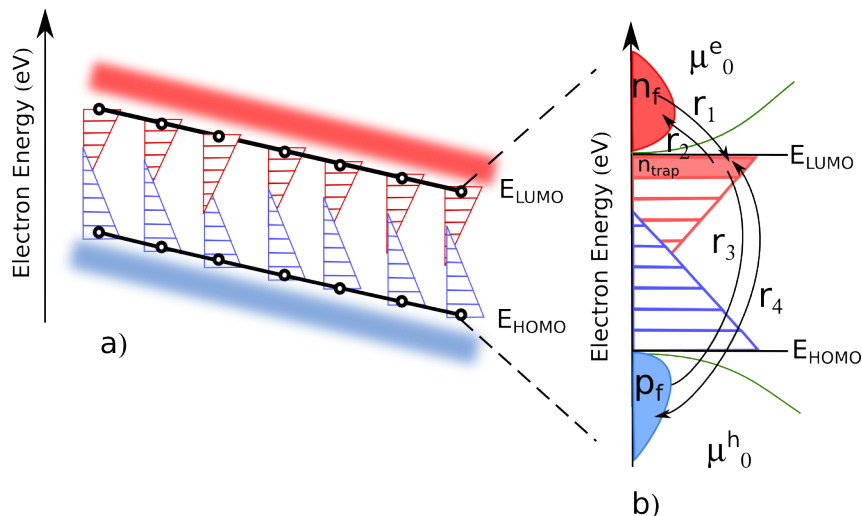 Electron Energy (eV)
E_LUMO
E_HOMO
a)
Electron Energy (eV)
μ^e_0
n_f
r_1
r_2
n_trap
E_LUMO
r_3
r_4
E_HOMO
p_f
μ^h_0
b)